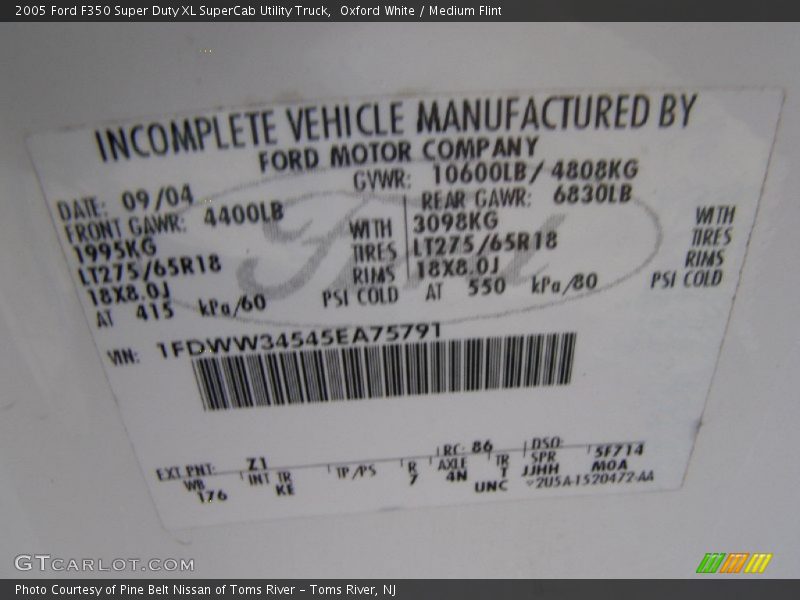 2005 Ford F350 Super Duty XL SuperCab Utility Truck,  Oxford White / Medium Flint
INCOMPLETE VEHICLE MANUFACTURED BY
FORD MOTOR COMPANY
DATE: 09/04 GVWR: 10600LB/ 4808KG
FRONT GAWR: 4400LB REAR GAWR: 6830LB
1995KG WITH 3098KG WITH
LT275/65R18 TIRES LT275/65R18 TIRES
18X8.0J RIMS 18X8.0J RIMS
AT 415 kPa/60 PSI COLD AT 550 kPa/80 PSI COLD
VIN: 1FDWW34545EA75791
EXT PNT: Z1 RC: 86 DSO: 5F714
WB INT TR TP/PS R AXLE TR SPR M0A
176 KE 7 4N T JJHH
UNC 2U5A-1520472-AA
Ford
GTCARLOT.COM
Photo Courtesy of Pine Belt Nissan of Toms River – Toms River, NJ